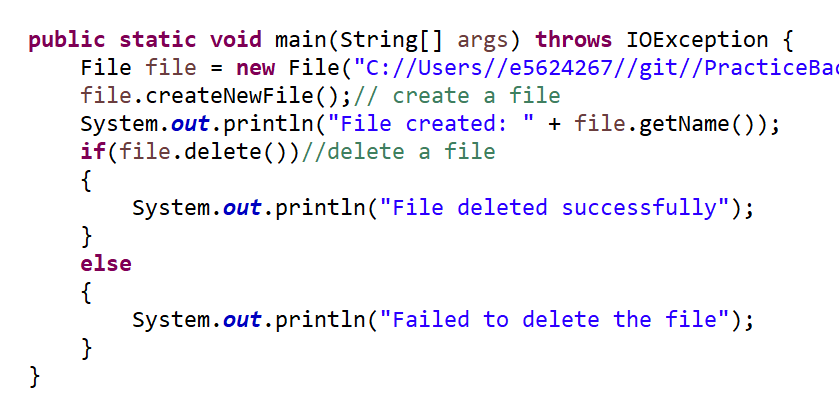 public static void main(String[] args) throws IOException {
File file = new File("C://Users//e5624267//git//PracticeBac
file.createNewFile();// create a file
System.out.println("File created: " + file.getName());
if(file.delete())//delete a file
{
System.out.println("File deleted successfully");
}
else
{
System.out.println("Failed to delete the file");
}
}